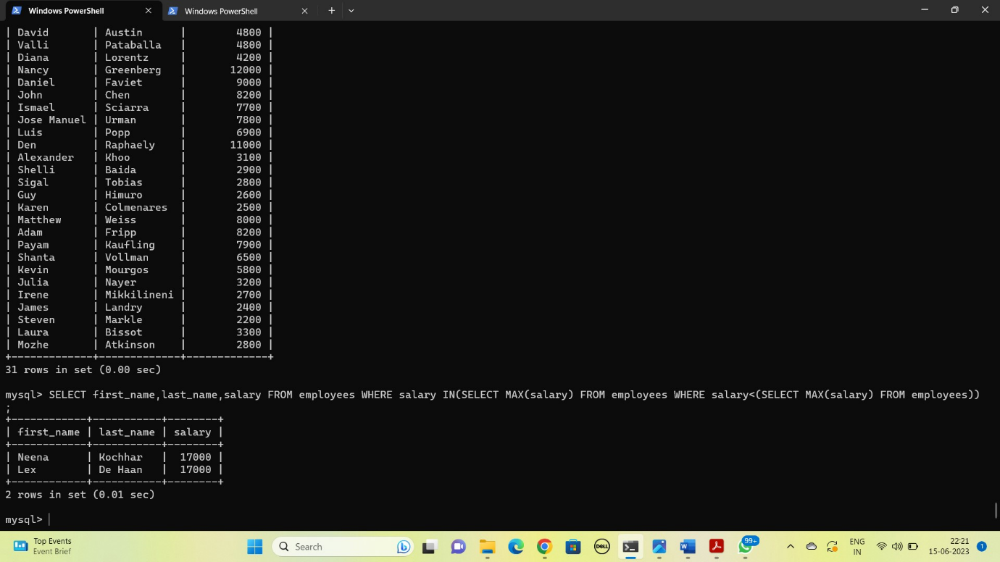 Windows PowerShell
Windows PowerShell
| David | Austin | 4800 |
| Valli | Pataballa | 4800 |
| Diana | Lorentz | 4200 |
| Nancy | Greenberg | 12000 |
| Daniel | Faviet | 9000 |
| John | Chen | 8200 |
| Ismael | Sciarra | 7700 |
| Jose Manuel | Urman | 7800 |
| Luis | Popp | 6900 |
| Den | Raphaely | 11000 |
| Alexander | Khoo | 3100 |
| Shelli | Baida | 2900 |
| Sigal | Tobias | 2800 |
| Guy | Himuro | 2600 |
| Karen | Colmenares | 2500 |
| Matthew | Weiss | 8000 |
| Adam | Fripp | 8200 |
| Payam | Kaufling | 7900 |
| Shanta | Vollman | 6500 |
| Kevin | Mourgos | 5800 |
| Julia | Nayer | 3200 |
| Irene | Mikkilineni | 2700 |
| James | Landry | 2400 |
| Steven | Markle | 2200 |
| Laura | Bissot | 3300 |
| Mozhe | Atkinson | 2800 |
+-------------+-------------+-------------+
31 rows in set (0.00 sec)
mysql> SELECT first_name,last_name,salary FROM employees WHERE salary IN(SELECT MAX(salary) FROM employees WHERE salary<(SELECT MAX(salary) FROM employees))
;
+------------+-----------+--------+
| first_name | last_name | salary |
+------------+-----------+--------+
| Neena | Kochhar | 17000 |
| Lex | De Haan | 17000 |
+------------+-----------+--------+
2 rows in set (0.01 sec)
mysql>
Top Events
Event Brief
Search
DELL
99+
ENG
IN
22:21
15-06-2023
1